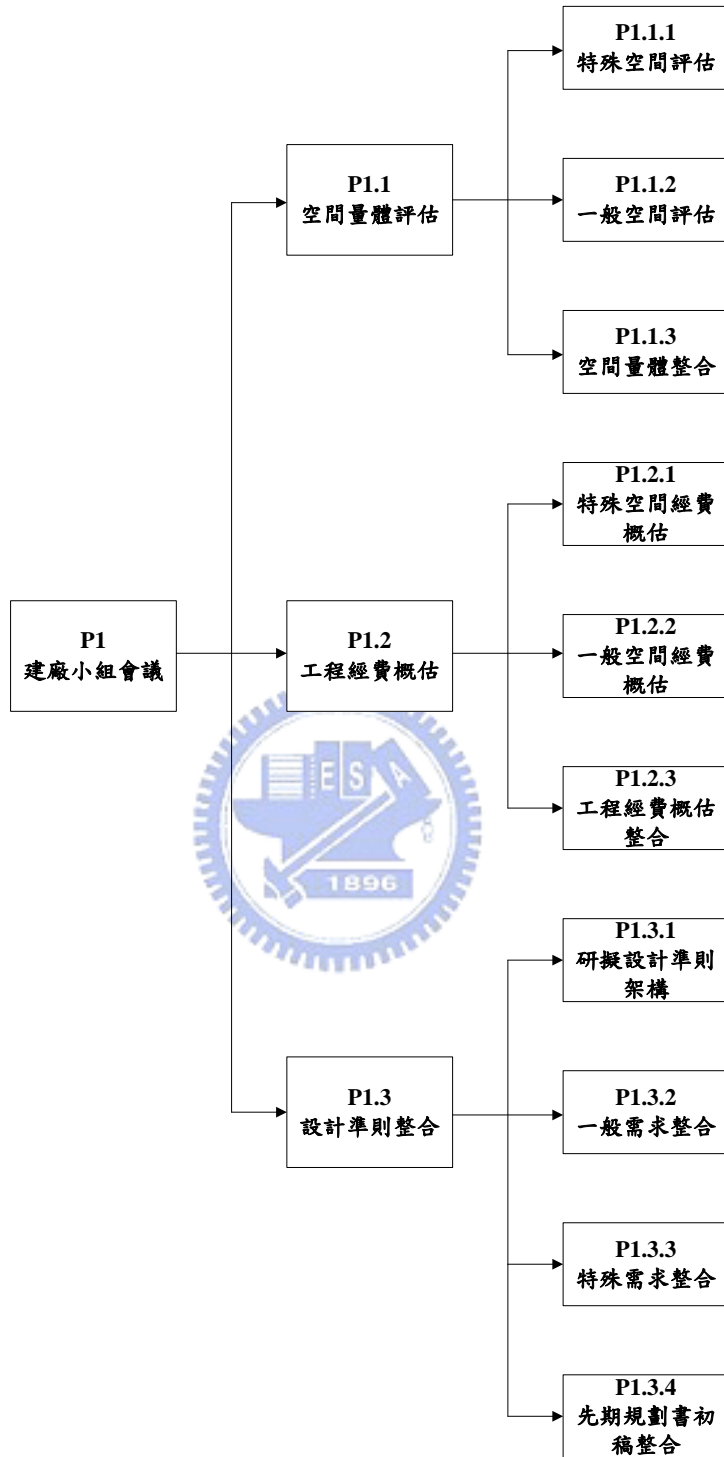 P1.1.1
特殊空間評估
P1.1
空間量體評估
P1.1.2
一般空間評估
P1.1.3
空間量體整合
P1.2.1
特殊空間經費
概估
P1
建廠小組會議
P1.2
工程經費概估
P1.2.2
一般空間經費
概估
P1.2.3
工程經費概估
整合
E S A
1896
P1.3.1
研擬設計準則
架構
P1.3
設計準則整合
P1.3.2
一般需求整合
P1.3.3
特殊需求整合
P1.3.4
先期規劃書初
稿整合